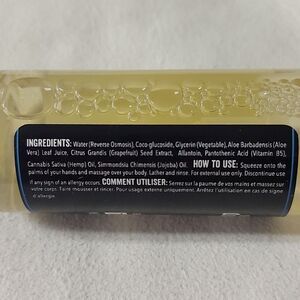 INGREDIENTS: Water (Reverse Osmosis), Coco-glucoside, Glycerin (Vegetable), Aloe Barbadensis (Aloe
Vera) Leaf Juice, Citrus Grandis (Grapefruit) Seed Extract, Allantoin, Pantothenic Acid (Vitamin B5),
Cannabis Sativa (Hemp) Oil, Simmondsia Chinensis (Jojoba) Oil HOW TO USE: Squeeze onto the
palms of your hands and massage over your body. Lather and rinse. For external use only. Discontinue use
if any sign of an allergy occurs. COMMENT UTILISER: Serrez sur la paume de vos mains et massez sur
votre corps. Faire mousser et rincer. Pour usage externe uniquement. Arrêtez l'utilisation en cas de signe
d'allergie.